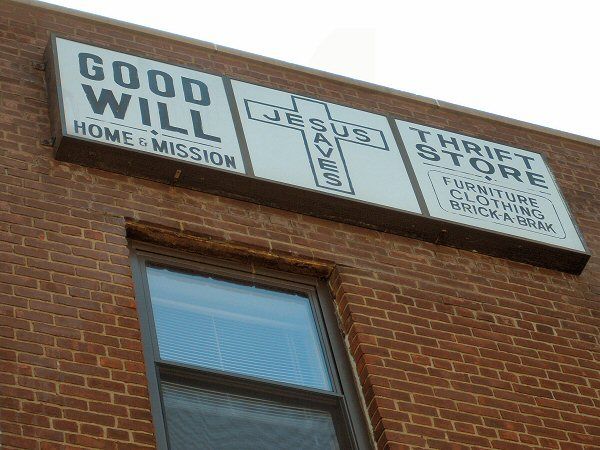 GOOD
WILL
HOME & MISSION
JESUS
SAVES
THRIFT
STORE
FURNITURE
CLOTHING
BRICK-A-BRAK